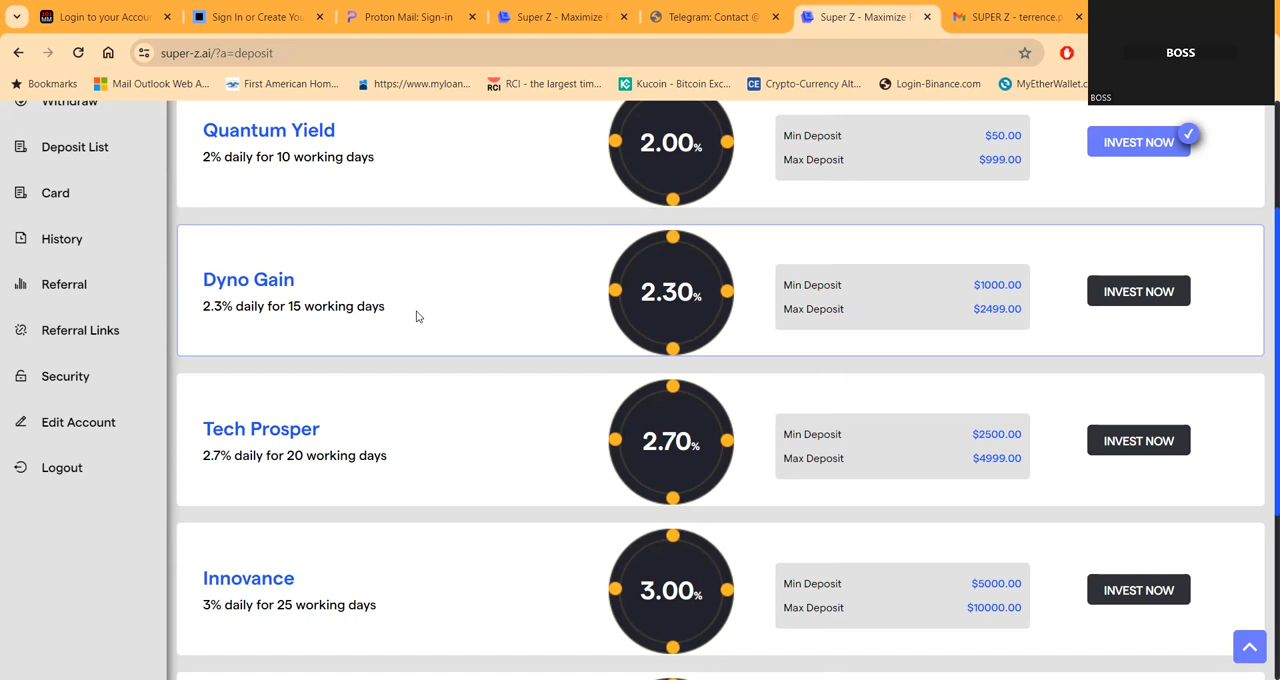 Login to your Accou
Sign In or Create You
Proton Mail: Sign-in
Super Z - Maximize
Telegram: Contact @
Super Z - Maximize
SUPER Z - terrence.p
super-z.ai/?a=deposit
Bookmarks
Mail Outlook Web A...
First American Hom...
https://www.myloan...
RCI - the largest tim...
Kucoin - Bitcoin Exc...
Crypto-Currency Alt...
Login-Binance.com
MyEtherWallet.c
BOSS
BOSS
Withdraw
Deposit List
Card
History
Referral
Referral Links
Security
Edit Account
Logout
Quantum Yield
2% daily for 10 working days
2.00%
Min Deposit $50.00
Max Deposit $999.00
INVEST NOW
Dyno Gain
2.3% daily for 15 working days
2.30%
Min Deposit $1000.00
Max Deposit $2499.00
INVEST NOW
Tech Prosper
2.7% daily for 20 working days
2.70%
Min Deposit $2500.00
Max Deposit $4999.00
INVEST NOW
Innovance
3% daily for 25 working days
3.00%
Min Deposit $5000.00
Max Deposit $10000.00
INVEST NOW